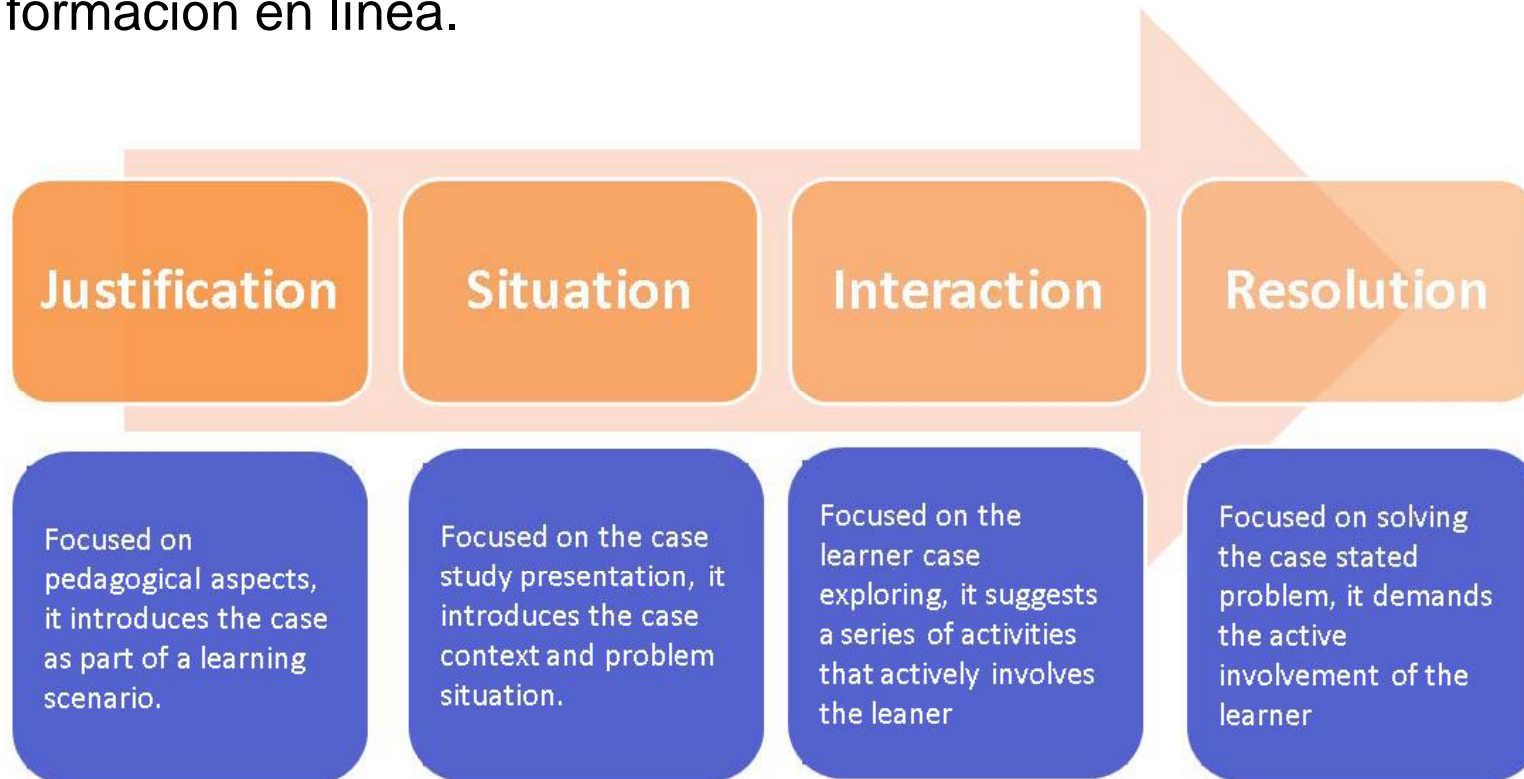 formación en línea.
Justification
Situation
Interaction
Resolution
Focused on
pedagogical aspects,
it introduces the case
as part of a learning
scenario.
Focused on the case
study presentation, it
introduces the case
context and problem
situation.
Focused on the
learner case
exploring, it suggests
a series of activities
that actively involves
the leaner
Focused on solving
the case stated
problem, it demands
the active
involvement of the
learner